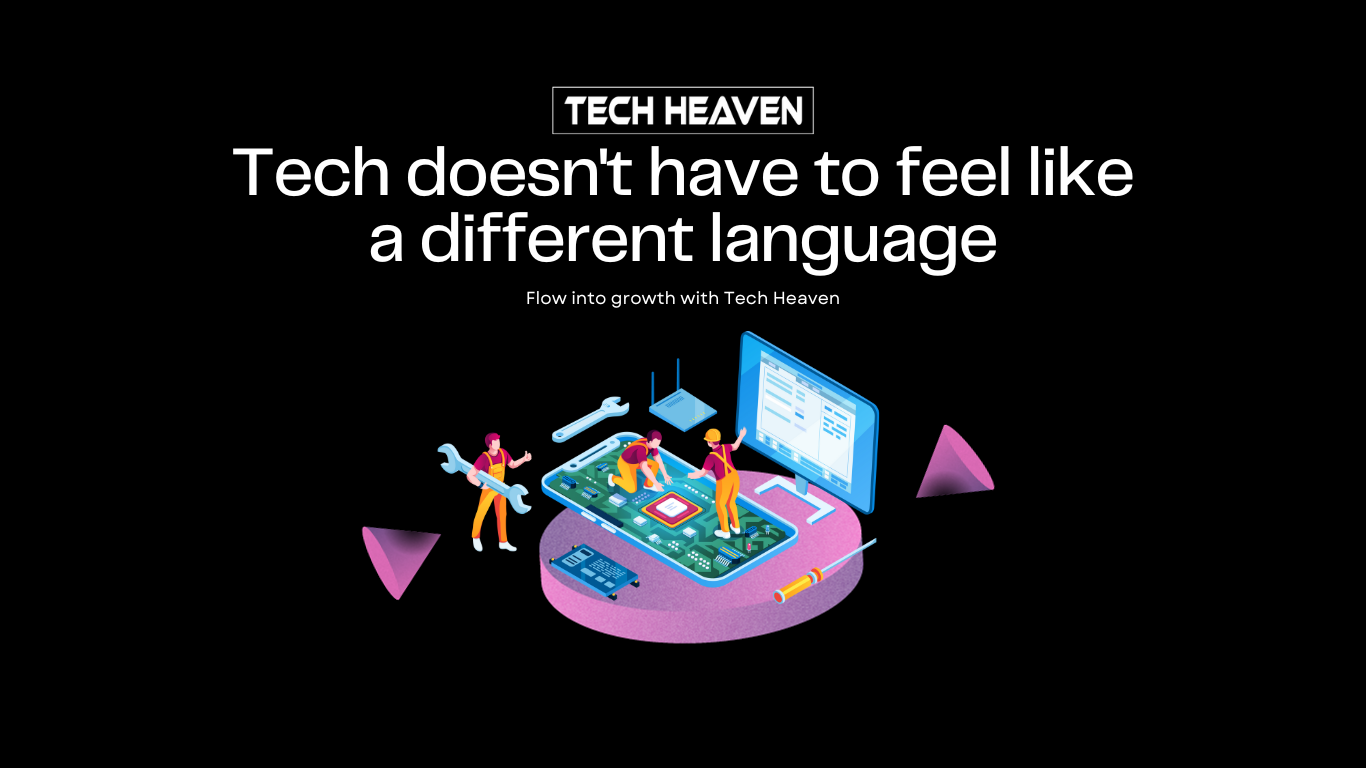 TECH HEAVEN
Tech doesn't have to feel like
a different language
Flow into growth with Tech Heaven